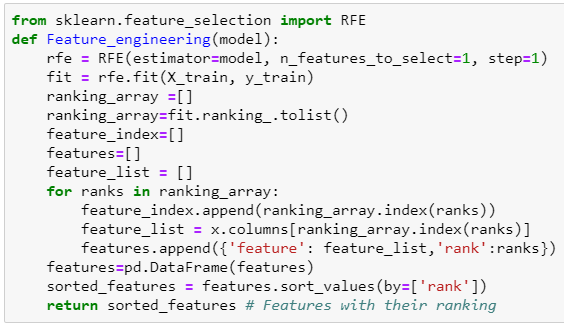 from sklearn.feature_selection import RFE
def Feature_engineering(model):
    rfe = RFE(estimator=model, n_features_to_select=1, step=1)
    fit = rfe.fit(X_train, y_train)
    ranking_array =[]
    ranking_array=fit.ranking_.tolist()
    feature_index=[]
    features=[]
    feature_list = []
    for ranks in ranking_array:
        feature_index.append(ranking_array.index(ranks))
        feature_list = x.columns[ranking_array.index(ranks)]
        features.append({'feature': feature_list,'rank':ranks})
    features=pd.DataFrame(features)
    sorted_features = features.sort_values(by=['rank'])
    return sorted_features # Features with their ranking